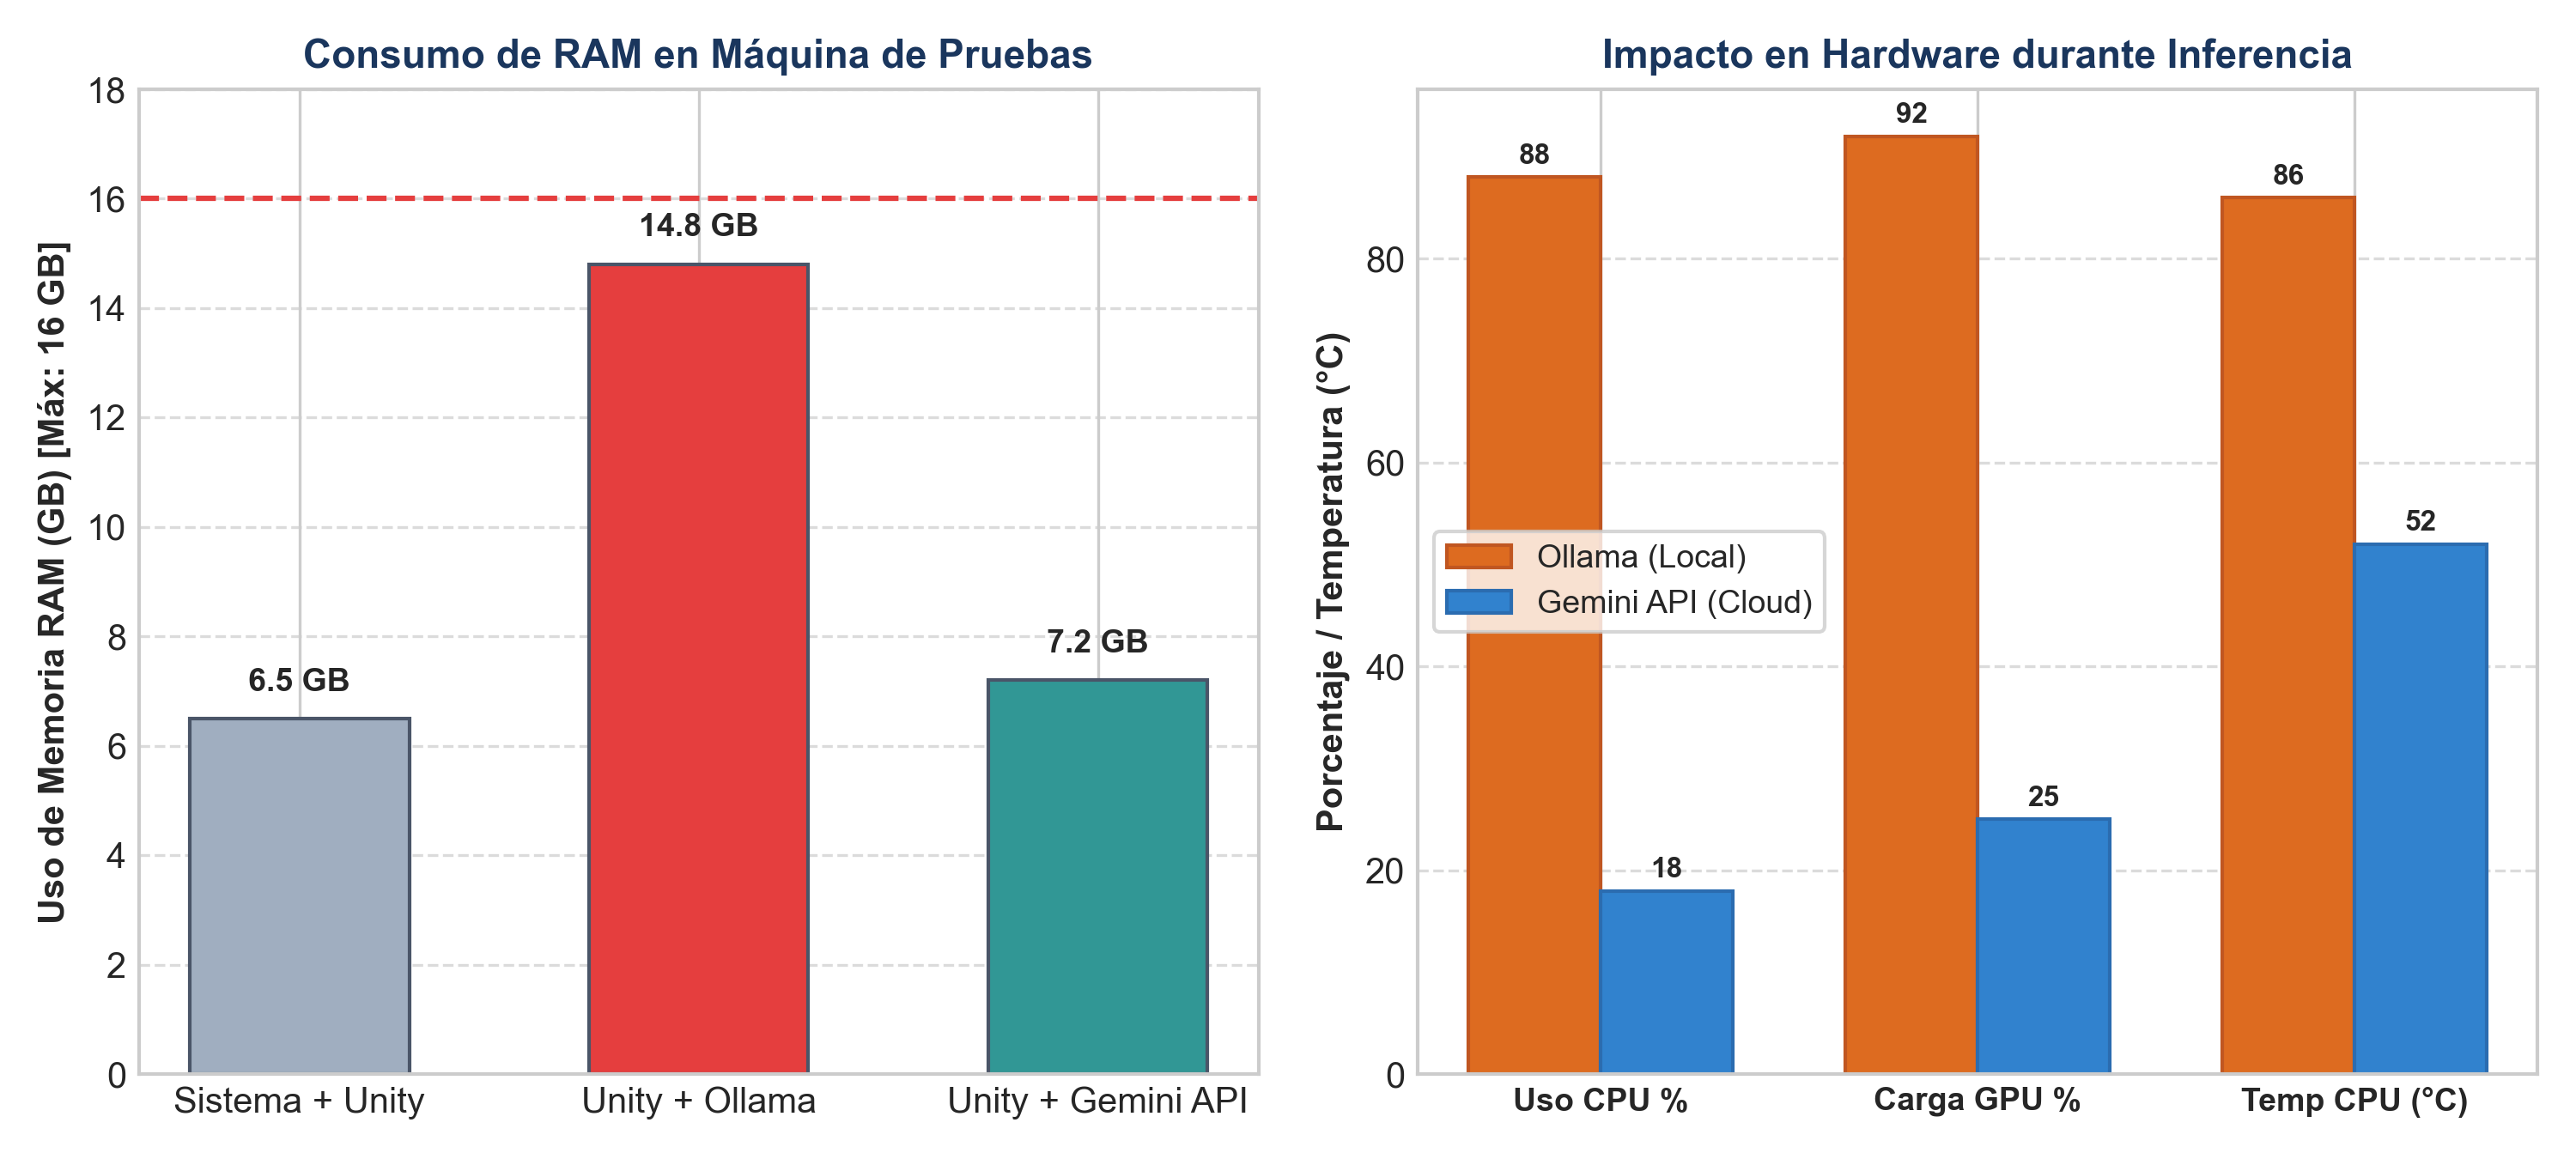 Consumo de RAM en Máquina de Pruebas
Uso de Memoria RAM (GB) [Máx: 16 GB]
18
16
14
12
10
8
6
4
2
0
6.5 GB
14.8 GB
7.2 GB
Sistema + Unity
Unity + Ollama
Unity + Gemini API
Impacto en Hardware durante Inferencia
Porcentaje / Temperatura (°C)
80
60
40
20
0
88
18
92
25
86
52
Ollama (Local)
Gemini API (Cloud)
Uso CPU %
Carga GPU %
Temp CPU (°C)